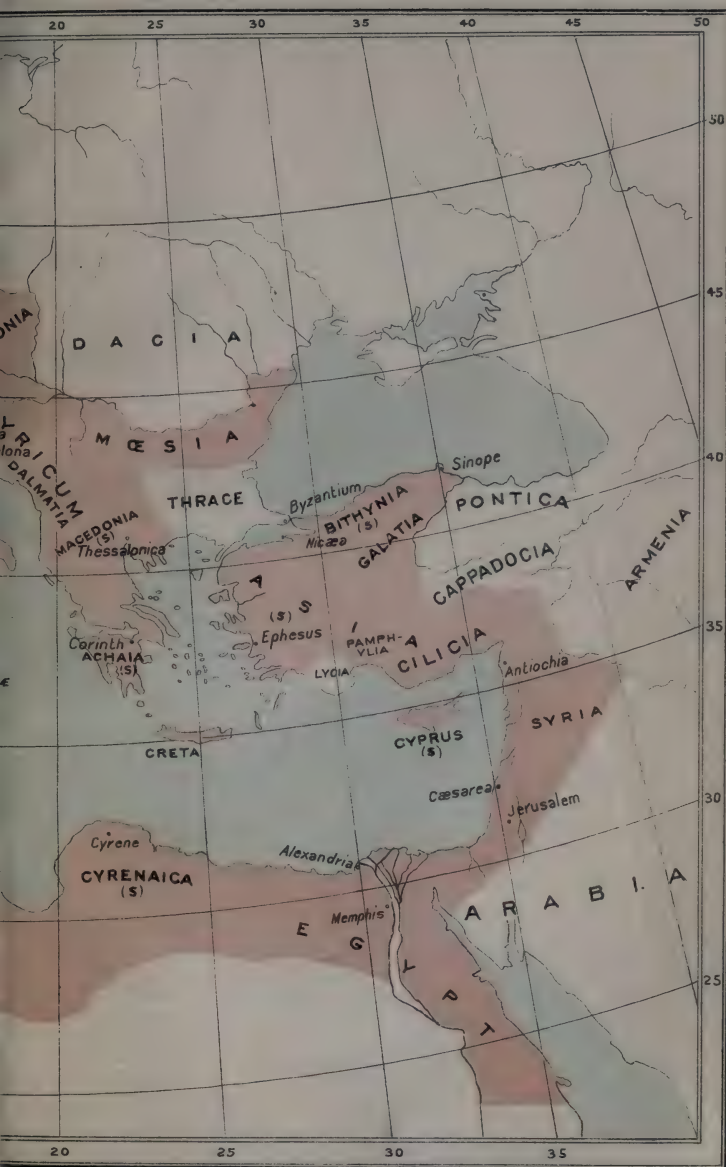 20 25 30 35 40 45 50
50
45
DACIA
MŒSIA
40
Sinope
DALMATIA
THRACE
Byzantium
BITHYNIA
(S)
PONTICA
MACEDONIA
(S)
Thessalonica
Nicæa
GALATIA
CAPPADOCIA
ARMENIA
ASIA
(S)
Ephesus
PAMPH-
YLIA
CILICIA
35
Corinth
ACHAIA
(S)
LYCIA
Antiochia
SYRIA
CRETA
CYPRUS
(S)
Cæsarea
Jerusalem
30
Cyrene
Alexandria
CYRENAICA
(S)
Memphis
ARABIA
EGYPT
25
20 25 30 35